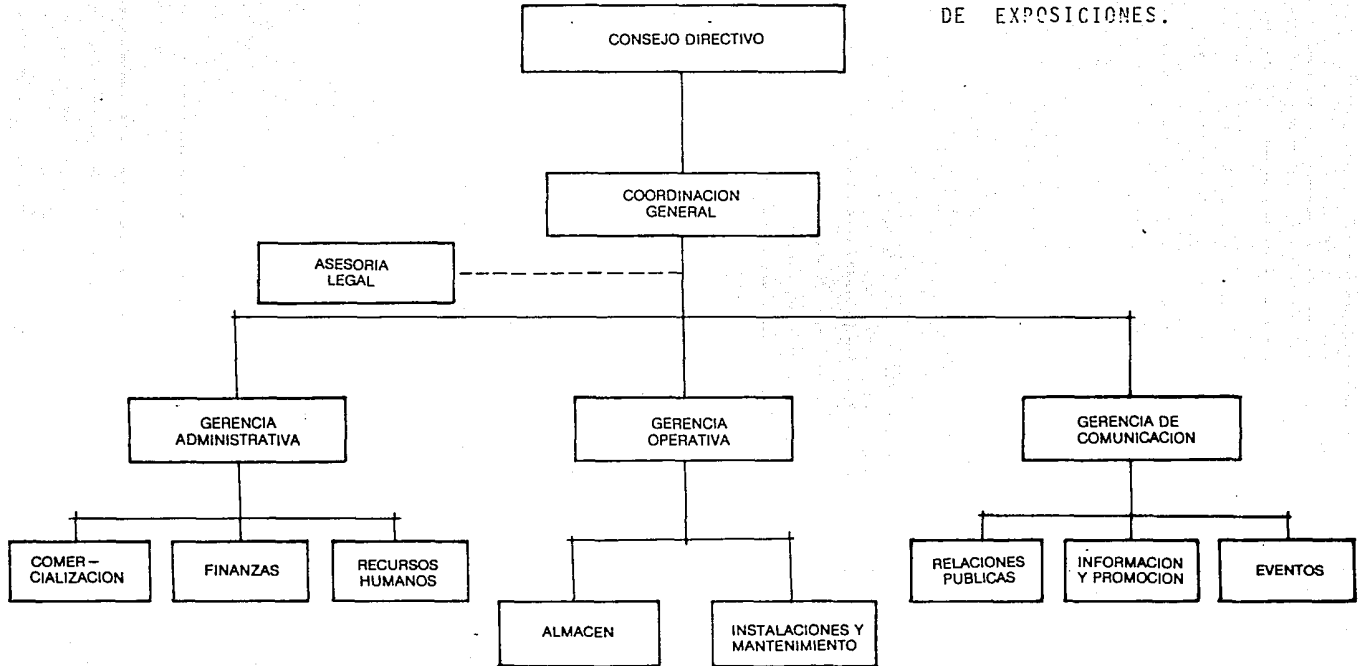 DE EXPOSICIONES.
CONSEJO DIRECTIVO
COORDINACION
GENERAL
ASESORIA
LEGAL
GERENCIA
ADMINISTRATIVA
GERENCIA
OPERATIVA
GERENCIA DE
COMUNICACION
COMER–
CIALIZACION
FINANZAS
RECURSOS
HUMANOS
RELACIONES
PUBLICAS
INFORMACION
Y PROMOCION
EVENTOS
ALMACEN
INSTALACIONES Y
MANTENIMIENTO